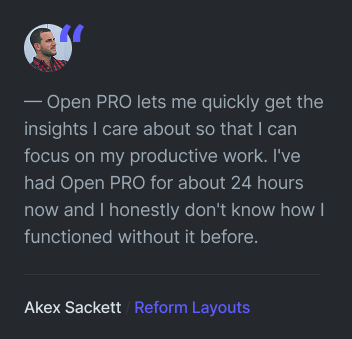 “
— Open PRO lets me quickly get the
insights I care about so that I can
focus on my productive work. I've
had Open PRO for about 24 hours
now and I honestly don't know how I
functioned without it before.
Akex Sackett / Reform Layouts